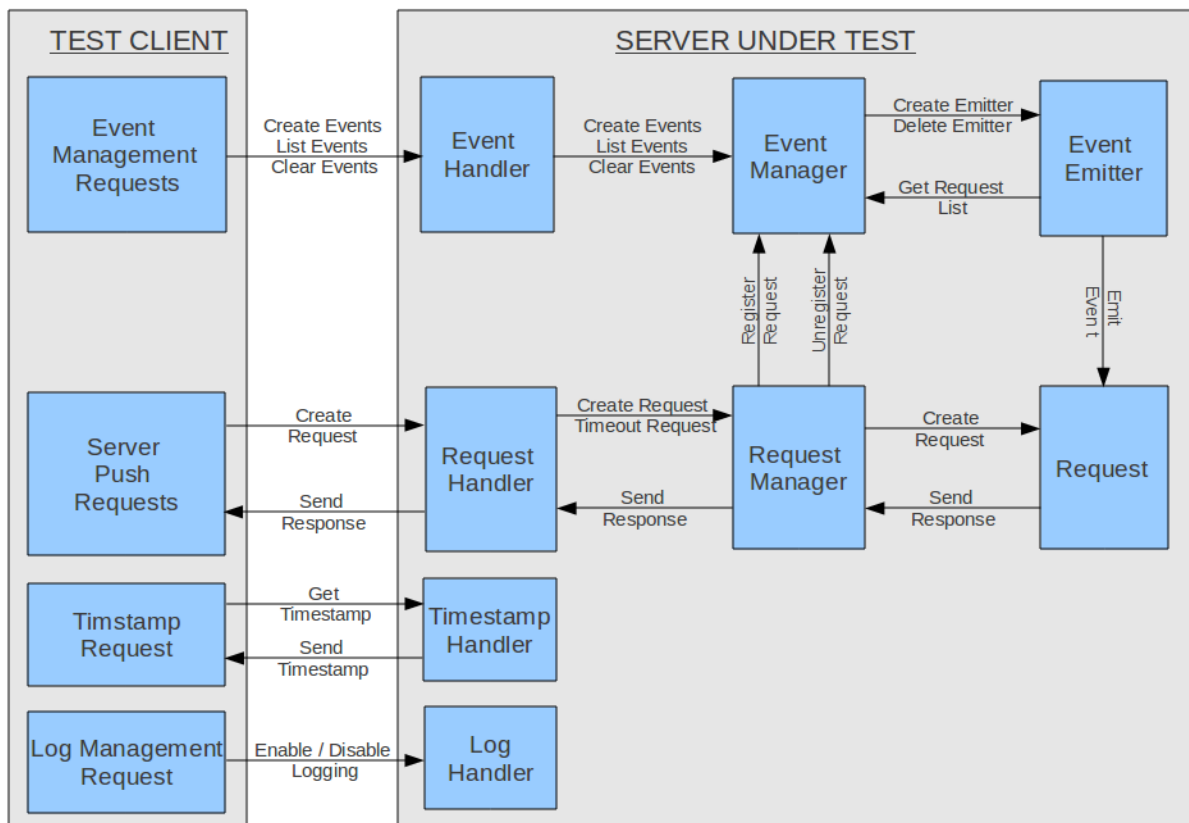 TEST CLIENT
SERVER UNDER TEST
Event
Management
Requests
Create Events
List Events
Clear Events
Event
Handler
Create Events
List Events
Clear Events
Event
Manager
Create Emitter
Delete Emitter
Get Request
List
Event
Emitter
Register
Request
Unregister
Request
Emit
Even t
Server
Push
Requests
Create
Request
Send
Response
Request
Handler
Create Request
Timeout Request
Send
Response
Request
Manager
Create
Request
Send
Response
Request
Timstamp
Request
Get
Timestamp
Send
Timestamp
Timestamp
Handler
Log Management
Request
Enable / Disable
Logging
Log
Handler